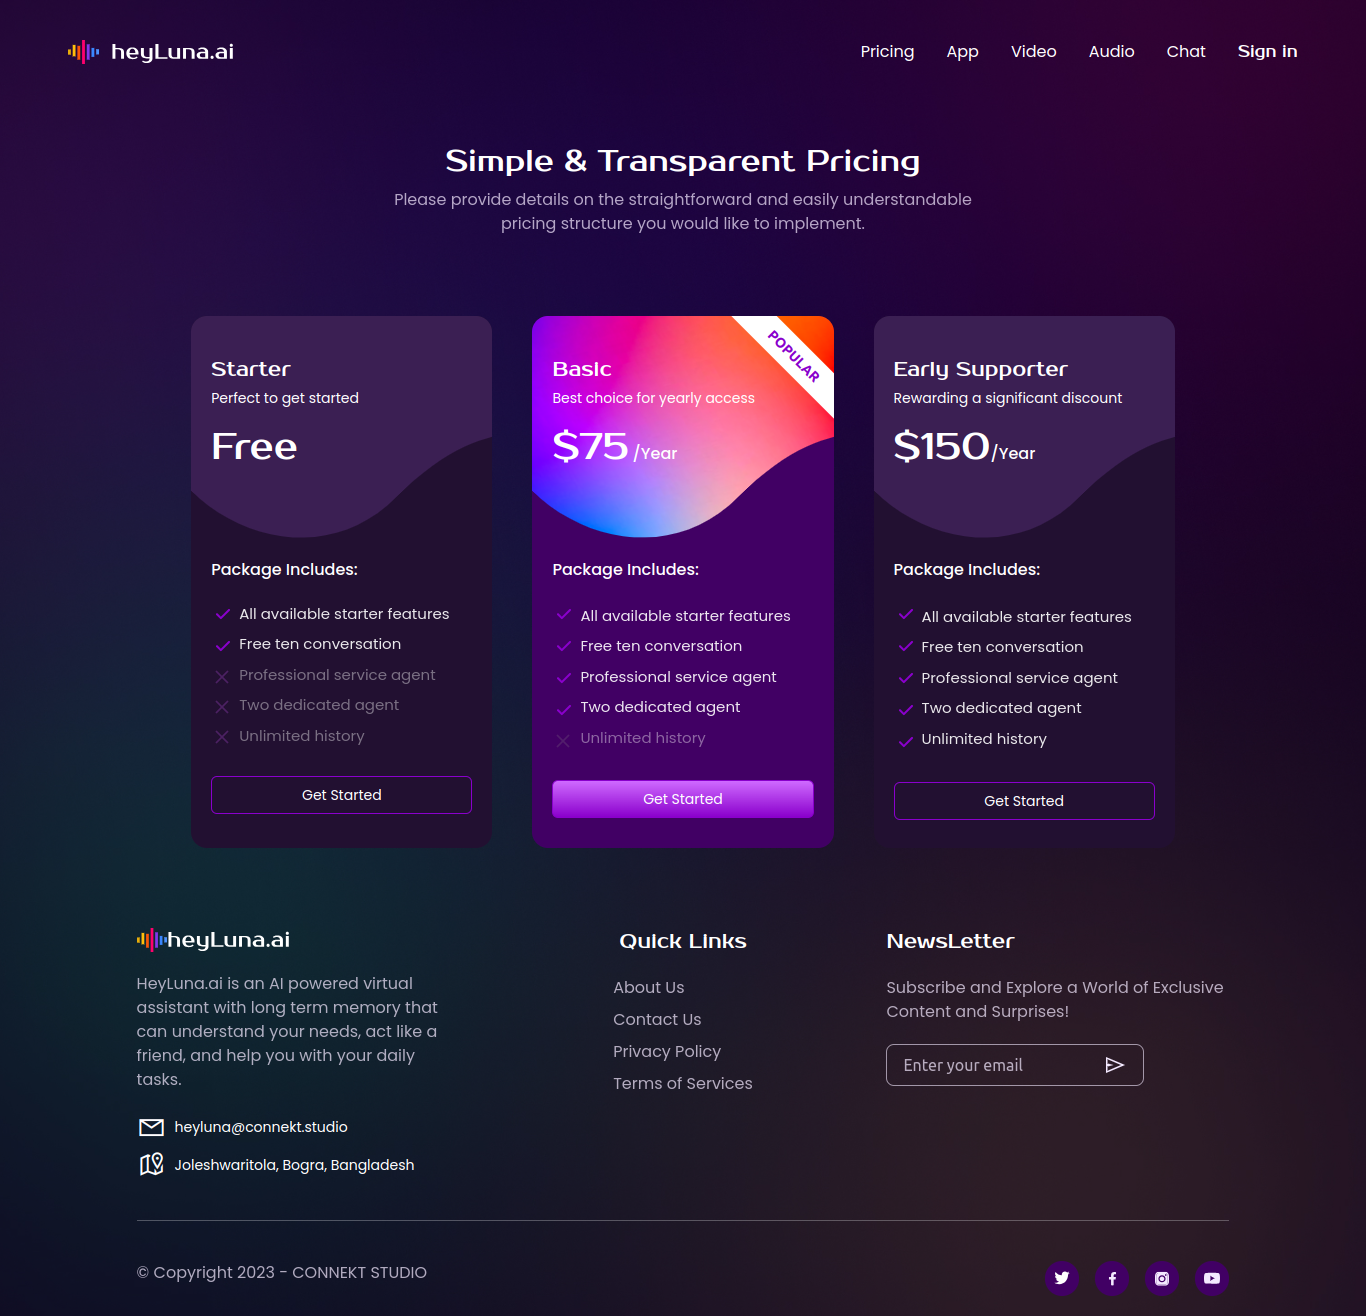 heyLuna.ai
Pricing App Video Audio Chat Sign in
Simple & Transparent Pricing
Please provide details on the straightforward and easily understandable
pricing structure you would like to implement.
Starter
Perfect to get started
Free
Package Includes:
All available starter features
Free ten conversation
Professional service agent
Two dedicated agent
Unlimited history
Get Started
POPULAR
Basic
Best choice for yearly access
$75 /Year
Package Includes:
All available starter features
Free ten conversation
Professional service agent
Two dedicated agent
Unlimited history
Get Started
Early Supporter
Rewarding a significant discount
$150/Year
Package Includes:
All available starter features
Free ten conversation
Professional service agent
Two dedicated agent
Unlimited history
Get Started
heyLuna.ai
HeyLuna.ai is an AI powered virtual
assistant with long term memory that
can understand your needs, act like a
friend, and help you with your daily
tasks.
heyluna@connekt.studio
Joleshwaritola, Bogra, Bangladesh
Quick Links
About Us
Contact Us
Privacy Policy
Terms of Services
NewsLetter
Subscribe and Explore a World of Exclusive
Content and Surprises!
Enter your email
© Copyright 2023 - CONNEKT STUDIO